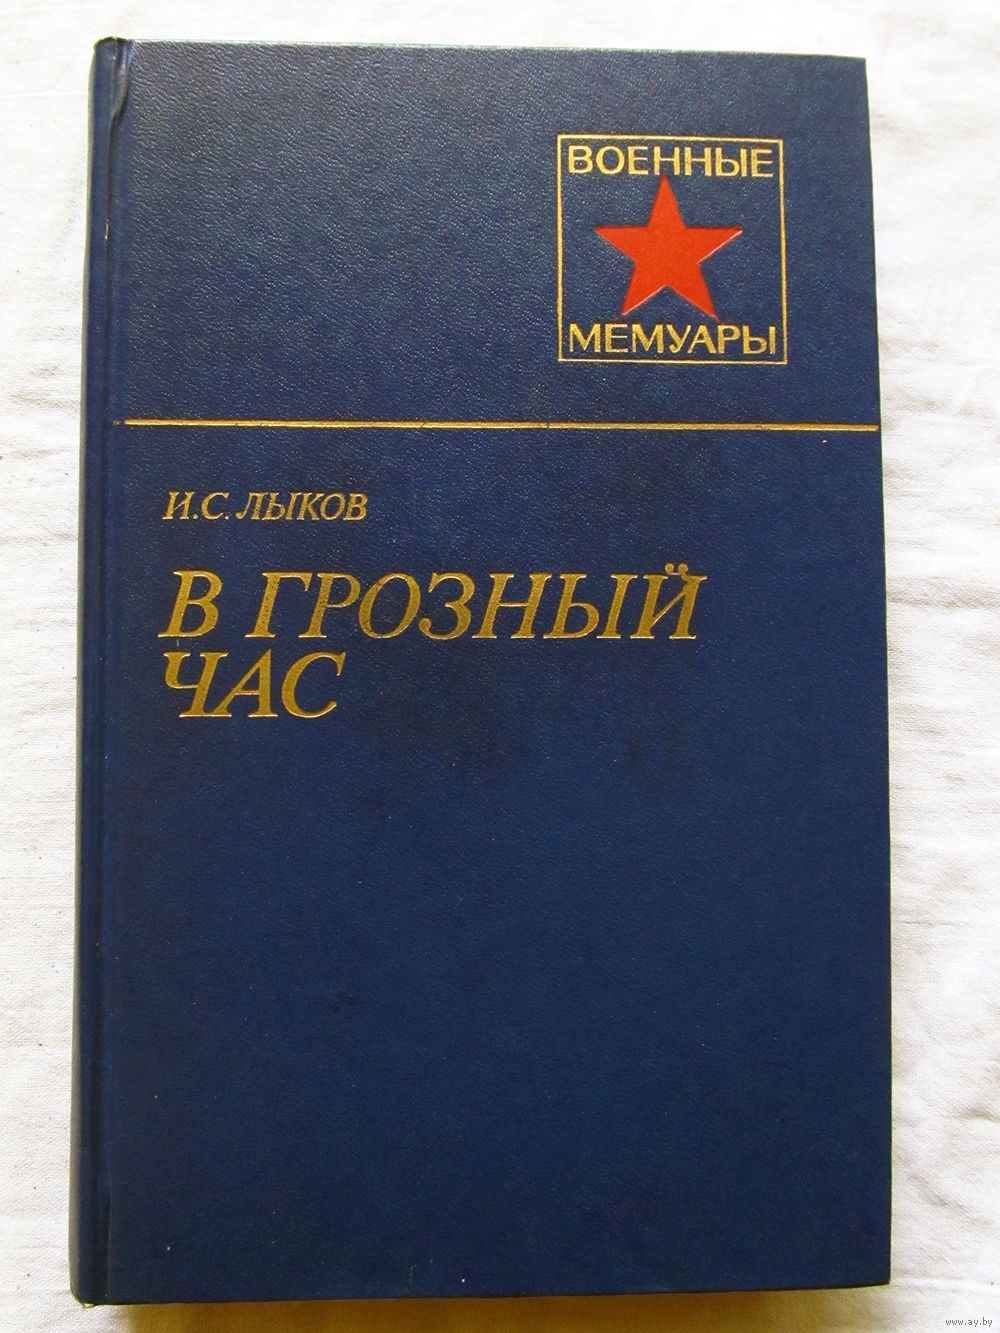 ВОЕННЫЕ
МЕМУАРЫ
И.С. ЛЫКОВ
В ГРОЗНЫЙ
ЧАС
www.ay.by